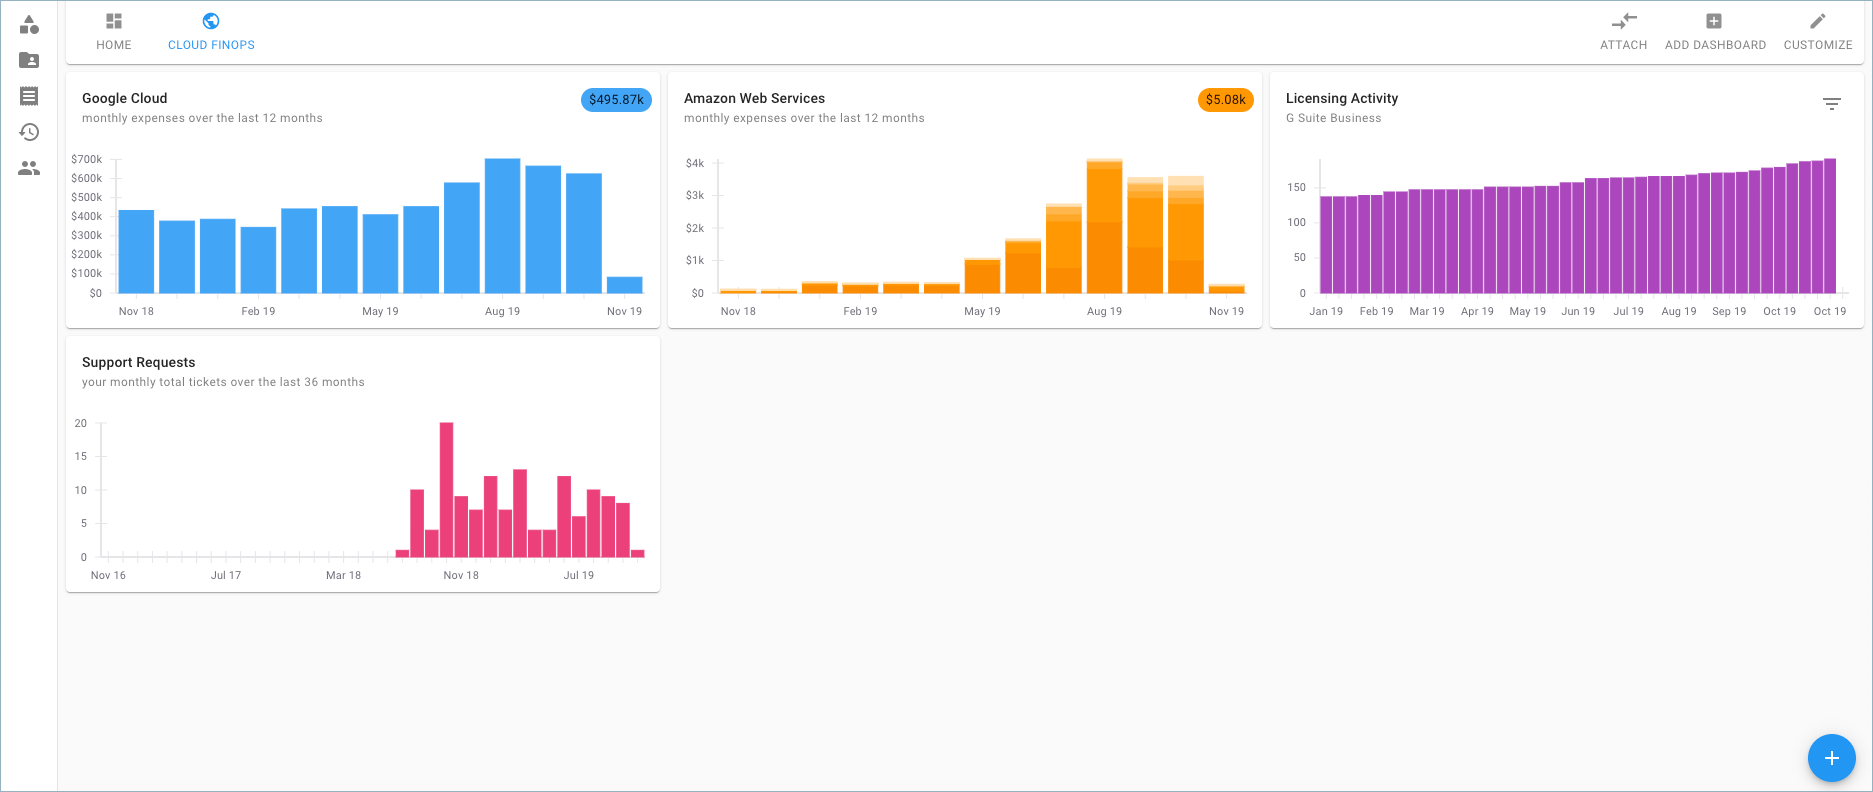 HOME
CLOUD FINOPS
ATTACH
ADD DASHBOARD
CUSTOMIZE
Google Cloud
$495.87k
monthly expenses over the last 12 months
$700k
$600k
$500k
$400k
$300k
$200k
$100k
$0
Nov 18 Feb 19 May 19 Aug 19 Nov 19
Amazon Web Services
$5.08k
monthly expenses over the last 12 months
$4k
$3k
$2k
$1k
$0
Nov 18 Feb 19 May 19 Aug 19 Nov 19
Licensing Activity
G Suite Business
150
100
50
0
Jan 19 Feb 19 Mar 19 Apr 19 May 19 Jun 19 Jul 19 Aug 19 Sep 19 Oct 19 Oct 19
Support Requests
your monthly total tickets over the last 36 months
20
15
10
5
0
Nov 16 Jul 17 Mar 18 Nov 18 Jul 19